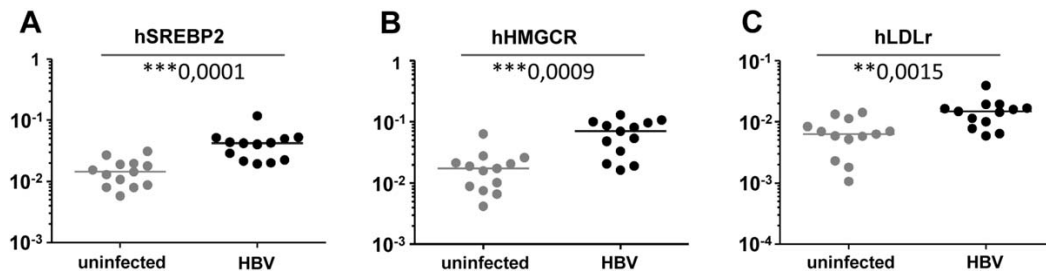 A
hSREBP2
***0,0001
1
10⁻¹
10⁻²
10⁻³
uninfected HBV
B
hHMGCR
***0,0009
1
10⁻¹
10⁻²
10⁻³
uninfected HBV
C
hLDLr
**0,0015
10⁻¹
10⁻²
10⁻³
10⁻⁴
uninfected HBV